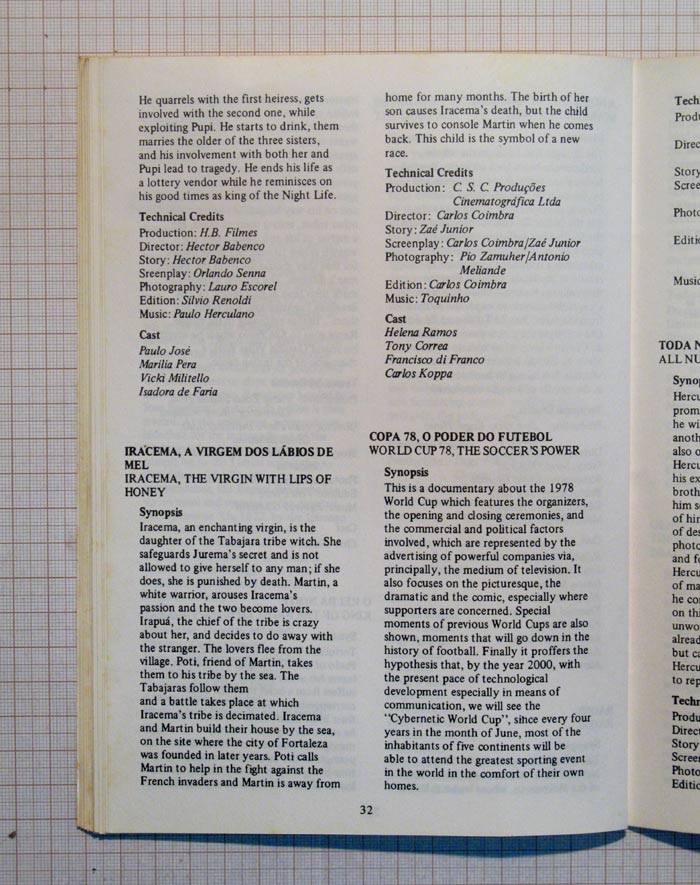 He quarrels with the first heiress, gets
involved with the second one, while
exploiting Pupi. He starts to drink, them
marries the older of the three sisters,
and his involvement with both her and
Pupi lead to tragedy. He ends his life as
a lottery vendor while he reminisces on
his good times as king of the Night Life.
Technical Credits
Production: H.B. Filmes
Director: Hector Babenco
Story: Hector Babenco
Sreenplay: Orlando Senna
Photography: Lauro Escorel
Edition: Silvio Renoldi
Music: Paulo Herculano
Cast
Paulo José
Marília Pera
Vicki Militello
Isadora de Faria
IRACEMA, A VIRGEM DOS LÁBIOS DE
MEL
IRACEMA, THE VIRGIN WITH LIPS OF
HONEY
Synopsis
Iracema, an enchanting virgin, is the
daughter of the Tabajara tribe witch. She
safeguards Jurema's secret and is not
allowed to give herself to any man; if she
does, she is punished by death. Martin, a
white warrior, arouses Iracema's
passion and the two become lovers.
Irapuá, the chief of the tribe is crazy
about her, and decides to do away with
the stranger. The lovers flee from the
village. Poti, friend of Martin, takes
them to his tribe by the sea. The
Tabajaras follow them
and a battle takes place at which
Iracema's tribe is decimated. Iracema
and Martin build their house by the sea,
on the site where the city of Fortaleza
was founded in later years. Poti calls
Martin to help in the fight against the
French invaders and Martin is away from
home for many months. The birth of her
son causes Iracema's death, but the child
survives to console Martin when he comes
back. This child is the symbol of a new
race.
Technical Credits
Production: C. S. C. Produções
Cinematográfica Ltda
Director: Carlos Coimbra
Story: Zaé Junior
Screenplay: Carlos Coimbra/Zaé Junior
Photography: Pio Zamuher/Antonio
Meliande
Edition: Carlos Coimbra
Music: Toquinho
Cast
Helena Ramos
Tony Correa
Francisco di Franco
Carlos Koppa
COPA 78, O PODER DO FUTEBOL
WORLD CUP 78, THE SOCCER'S POWER
Synopsis
This is a documentary about the 1978
World Cup which features the organizers,
the opening and closing ceremonies, and
the commercial and political factors
involved, which are represented by the
advertising of powerful companies via,
principally, the medium of television. It
also focuses on the picturesque, the
dramatic and the comic, especially where
supporters are concerned. Special
moments of previous World Cups are also
shown, moments that will go down in the
history of football. Finally it proffers the
hypothesis that, by the year 2000, with
the present pace of technological
development especially in means of
communication, we will see the
"Cybernetic World Cup", since every four
years in the month of June, most of the
inhabitants of five continents will be
able to attend the greatest sporting event
in the world in the comfort of their own
homes.
32
Story
TODA
Story